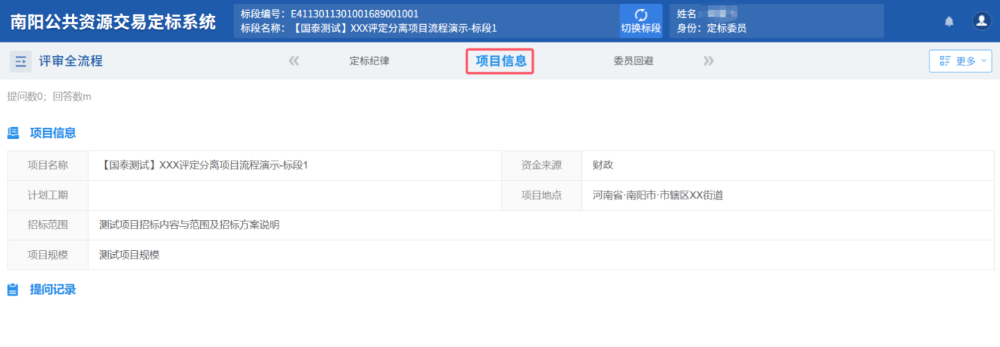 南阳公共资源交易定标系统
标段编号：E4113011301001689001001
标段名称：【国泰测试】XXX评定分离项目流程演示-标段1
切换标段
姓名：
身份：定标委员
评审全流程
定标纪律
项目信息
委员回避
更多
提问数0；回答数m
项目信息
项目名称 【国泰测试】XXX评定分离项目流程演示-标段1 资金来源 财政
计划工期 项目地点 河南省·南阳市·市辖区XX街道
招标范围 测试项目招标内容与范围及招标方案说明
项目规模 测试项目规模
提问记录